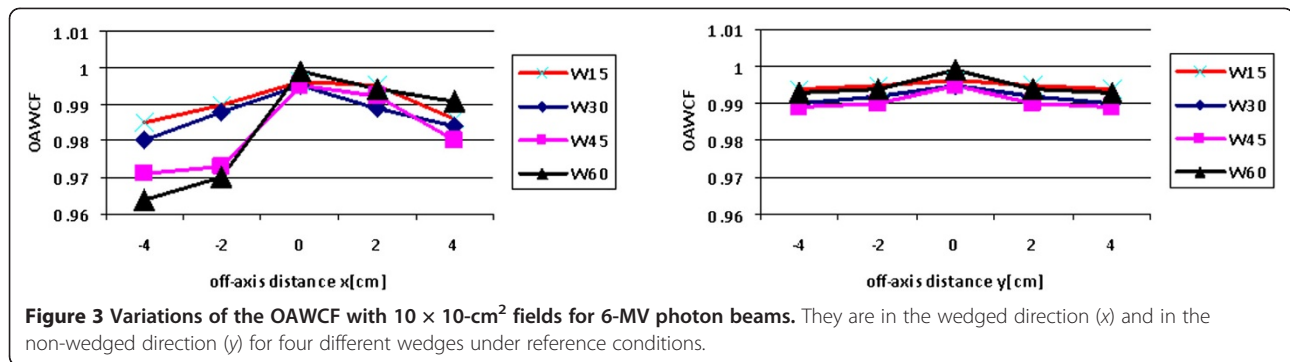 1.01
1
0.99
0.98
0.97
0.96
OAWCF
-4 -2 0 2 4
off-axis distance x[cm]
W15
W30
W45
W60
1.01
1
0.99
0.98
0.97
0.96
OAWCF
-4 -2 0 2 4
off-axis distance y[cm]
W15
W30
W45
W60
Figure 3 Variations of the OAWCF with 10 × 10-cm² fields for 6-MV photon beams. They are in the wedged direction (x) and in the
non-wedged direction (y) for four different wedges under reference conditions.